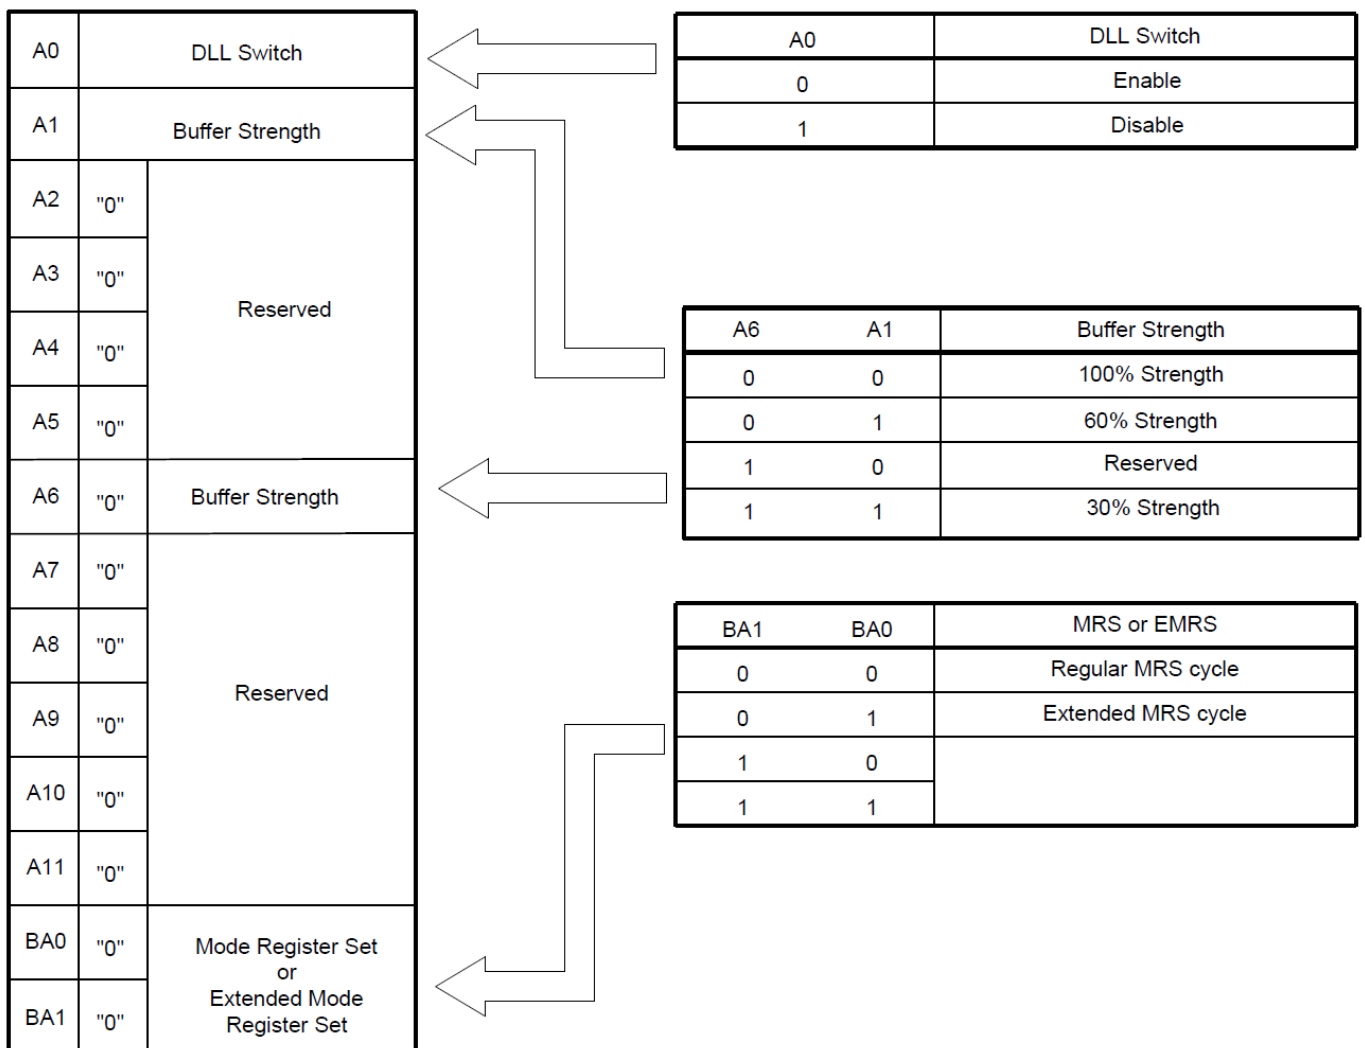 A0 DLL Switch
A1 Buffer Strength
A2 "0"
A3 "0"
Reserved
A4 "0"
A5 "0"
A6 "0" Buffer Strength
A7 "0"
A8 "0"
Reserved
A9 "0"
A10 "0"
A11 "0"
BA0 "0"
Mode Register Set
or
Extended Mode
Register Set
BA1 "0"
A0 DLL Switch
0 Enable
1 Disable
A6 A1 Buffer Strength
0 0 100% Strength
0 1 60% Strength
1 0 Reserved
1 1 30% Strength
BA1 BA0 MRS or EMRS
0 0 Regular MRS cycle
0 1 Extended MRS cycle
1 0
1 1